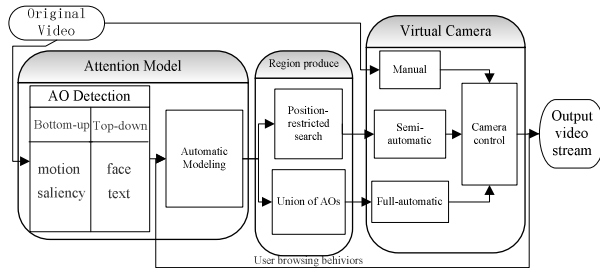 Original
Video
Virtual Camera
Attention Model
Region produce
AO Detection
Bottom-up
Top-down
motion
saliency
face
text
Automatic
Modeling
Position-
restricted
search
Union of AOs
Manual
Semi-
automatic
Full-automatic
Camera
control
Output
video
stream
User browsing behiviors